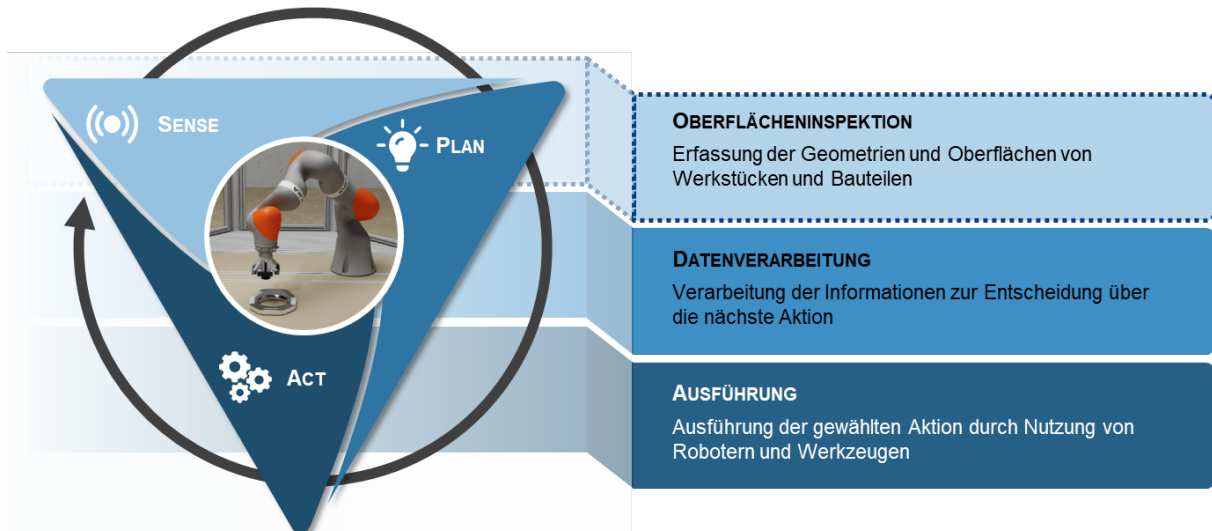 SENSE
PLAN
ACT
OBERFLÄCHENINSPEKTION
Erfassung der Geometrien und Oberflächen von
Werkstücken und Bauteilen
DATENVERARBEITUNG
Verarbeitung der Informationen zur Entscheidung über
die nächste Aktion
AUSFÜHRUNG
Ausführung der gewählten Aktion durch Nutzung von
Robotern und Werkzeugen